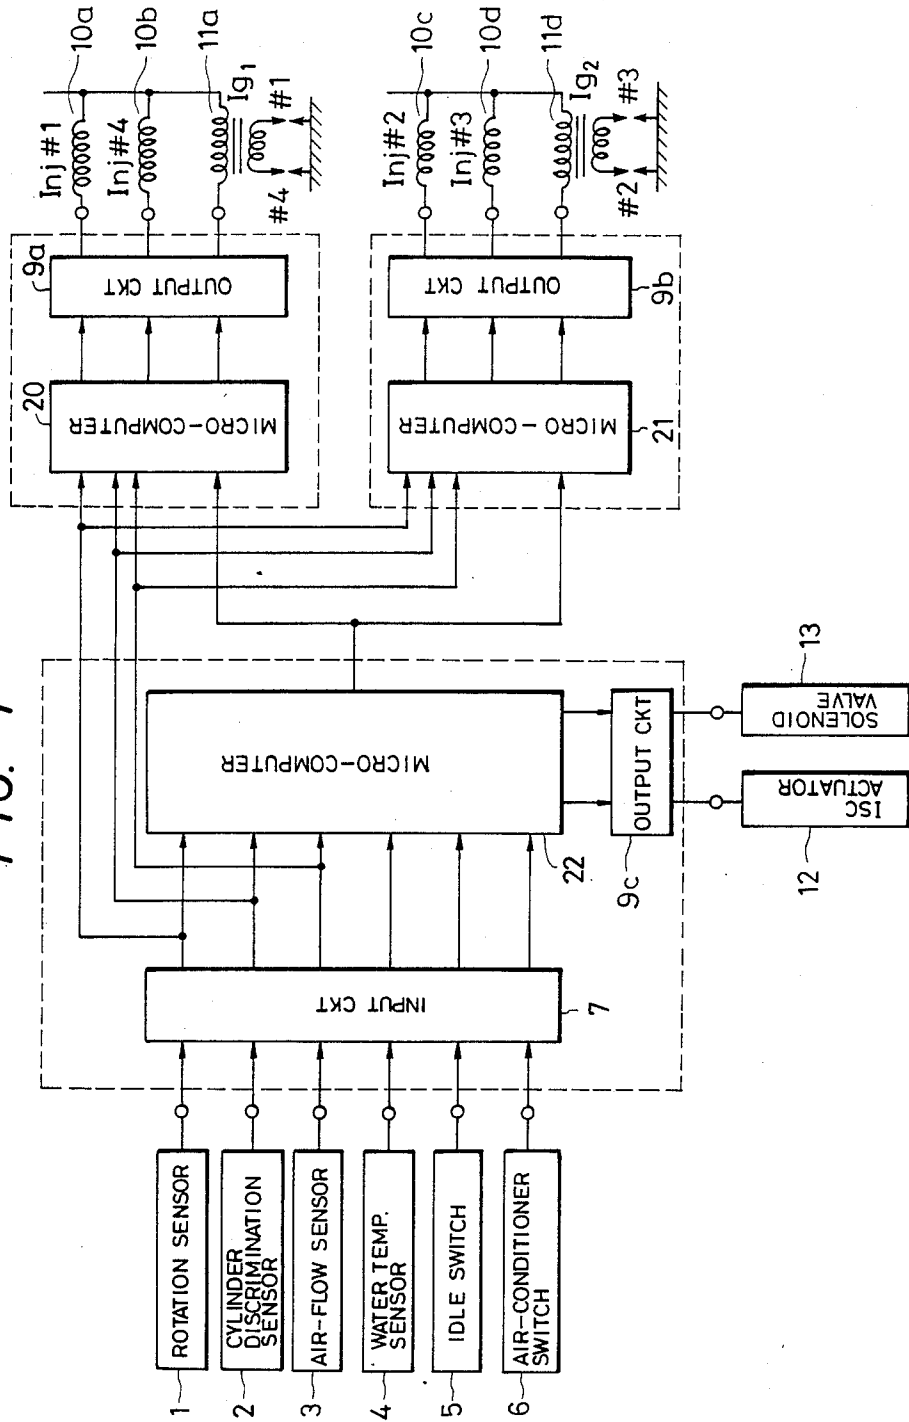 FIG. 1
1
ROTATION SENSOR
2
CYLINDER
DISCRIMINATION
SENSOR
3
AIR-FLOW SENSOR
4
WATER TEMP.
SENSOR
5
IDLE SWITCH
6
AIR-CONDITIONER
SWITCH
INPUT CKT
7
MICRO-COMPUTER
22
OUTPUT CKT
9c
ISC
ACTUATOR
12
SOLENOID
VALVE
13
20
MICRO-COMPUTER
9a
OUTPUT CKT
Inj#1
10a
Inj#4
10b
11a
Ig1
#4
#1
MICRO-COMPUTER
21
OUTPUT CKT
9b
Inj#2
10c
Inj#3
10d
11d
Ig2
#2
#3